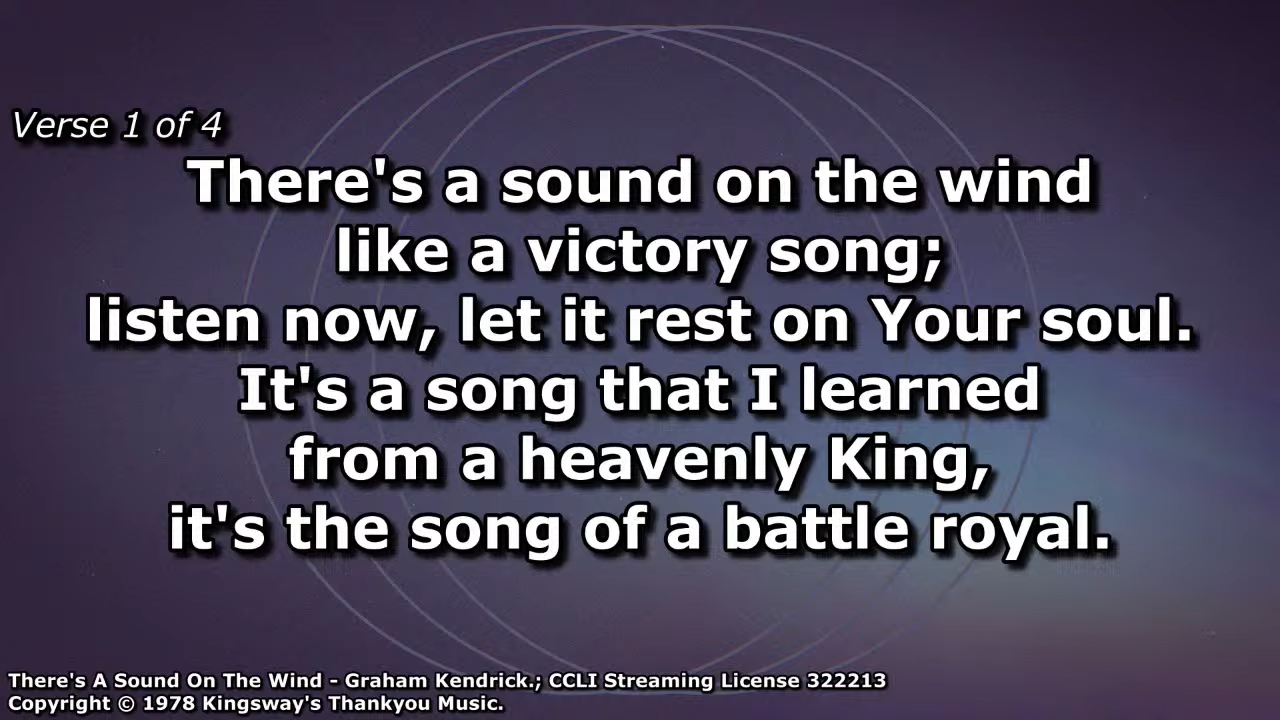 Verse 1 of 4
There's a sound on the wind
like a victory song;
listen now, let it rest on Your soul.
It's a song that I learned
from a heavenly King,
it's the song of a battle royal.
There's A Sound On The Wind - Graham Kendrick.; CCLI Streaming License 322213
Copyright © 1978 Kingsway's Thankyou Music.